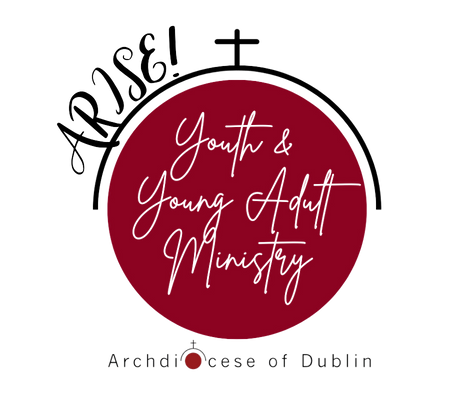 ARISE!
Youth &
Young Adult
Ministry
Archdiocese of Dublin